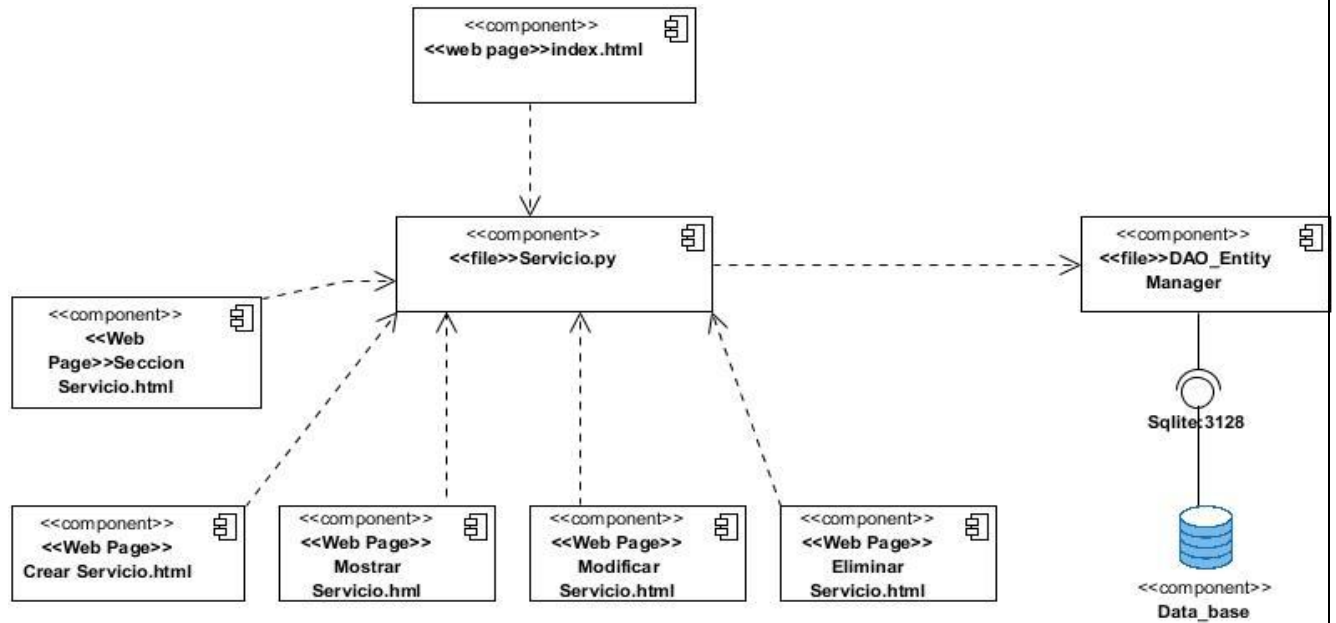 <<component>>
<<web page>>index.html
<<component>>
<<file>>Servicio.py
<<component>>
<<file>>DAO_Entity
Manager
<<component>>
<<Web
Page>>Seccion
Servicio.html
Sqlite:3128
<<component>>
<<Web Page>>
Crear Servicio.html
<<component>>
<<Web Page>>
Mostrar
Servicio.hml
<<component>>
<<Web Page>>
Modificar
Servicio.html
<<component>>
<<Web Page>>
Eliminar
Servicio.html
<<component>>
Data_base